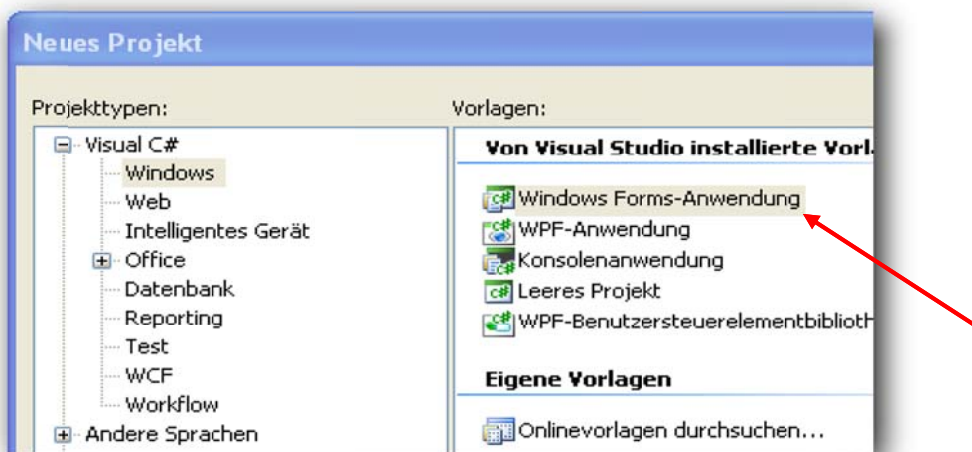 Neues Projekt
Projekttypen:
Visual C#
Windows
Web
Intelligentes Gerät
Office
Datenbank
Reporting
Test
WCF
Workflow
Andere Sprachen
Vorlagen:
Von Visual Studio installierte Vorl
Windows Forms-Anwendung
WPF-Anwendung
Konsolenanwendung
Leeres Projekt
WPF-Benutzersteuerelementbiblioth
Eigene Vorlagen
Onlinevorlagen durchsuchen...